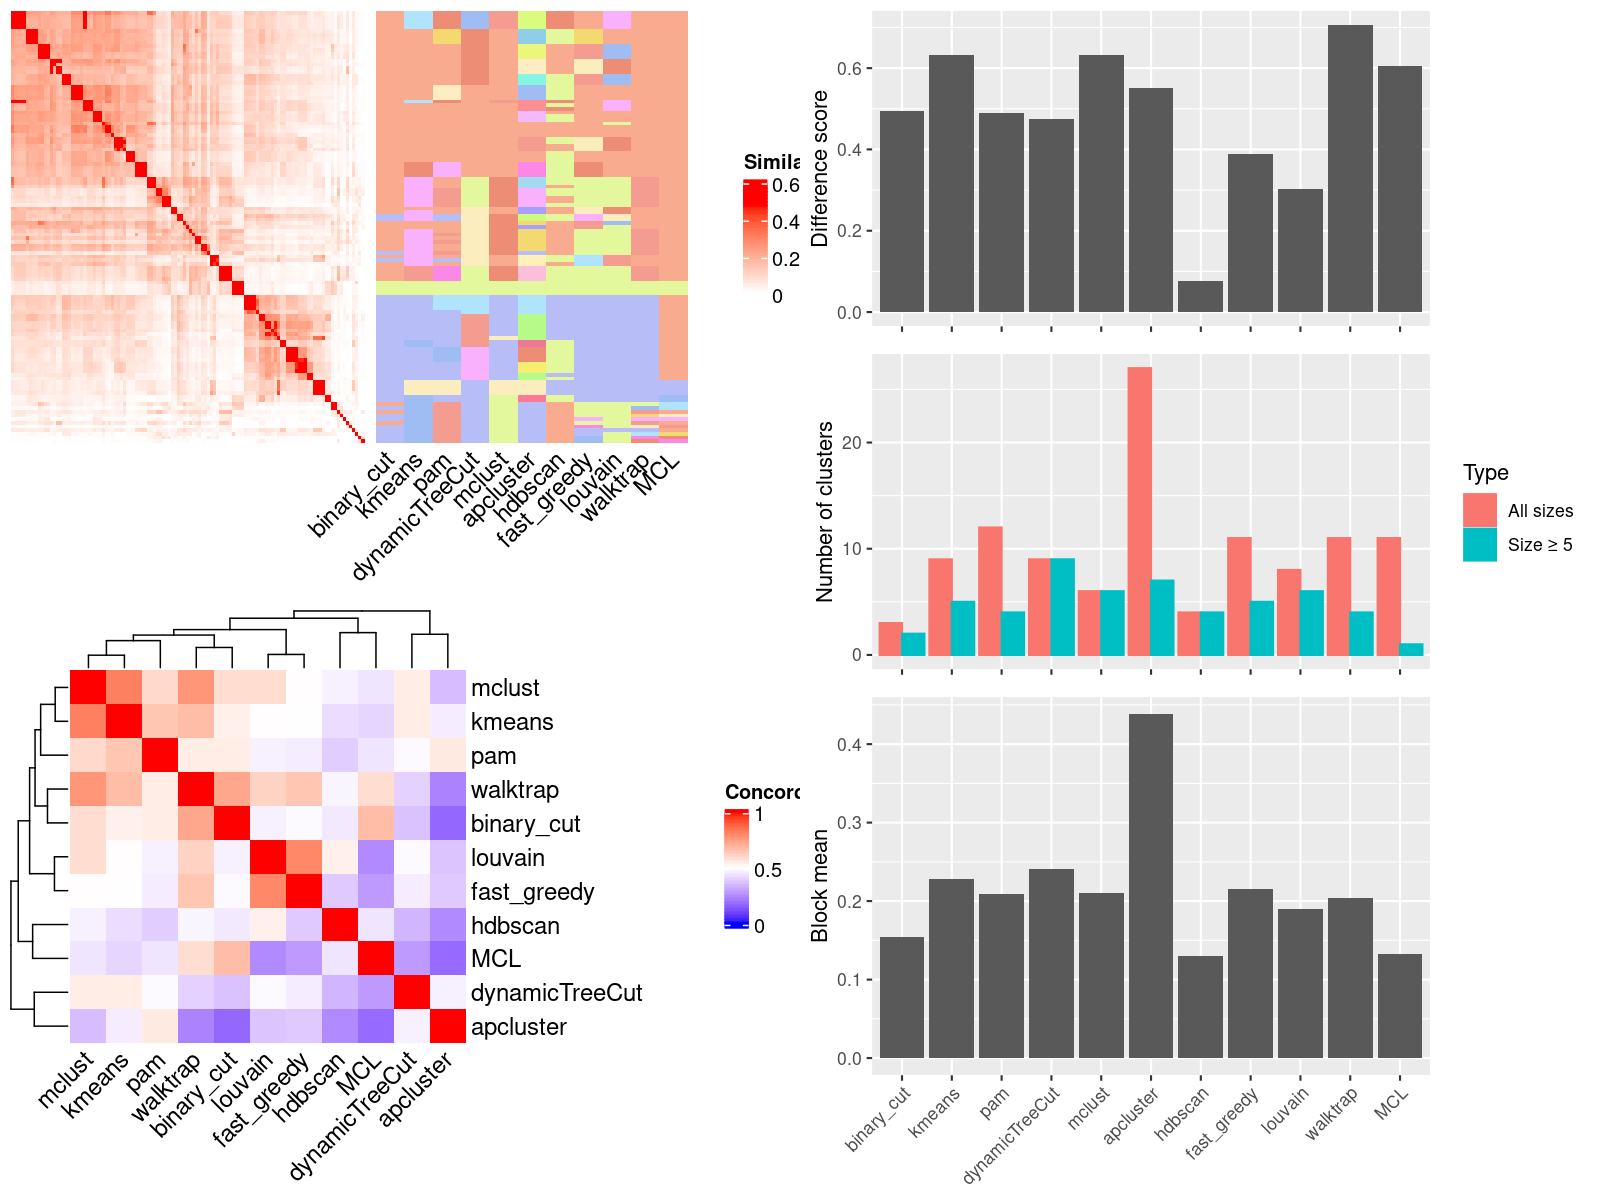 Simila
0.6
0.4
0.2
0
binary_cut
kmeans
pam
dynamicTreeCut
mclust
apcluster
hdbscan
fast_greedy
louvain
walktrap
MCL
Difference score
0.6
0.4
0.2
0.0
Number of clusters
20
10
0
Type
All sizes
Size ≥ 5
mclust
kmeans
pam
walktrap
binary_cut
louvain
fast_greedy
hdbscan
MCL
dynamicTreeCut
apcluster
mclust
kmeans
pam
walktrap
binary_cut
louvain
fast_greedy
hdbscan
MCL
dynamicTreeCut
apcluster
Concord
1
0.5
0
Block mean
0.4
0.3
0.2
0.1
0.0
binary_cut
kmeans
pam
dynamicTreeCut
mclust
apcluster
hdbscan
fast_greedy
louvain
walktrap
MCL